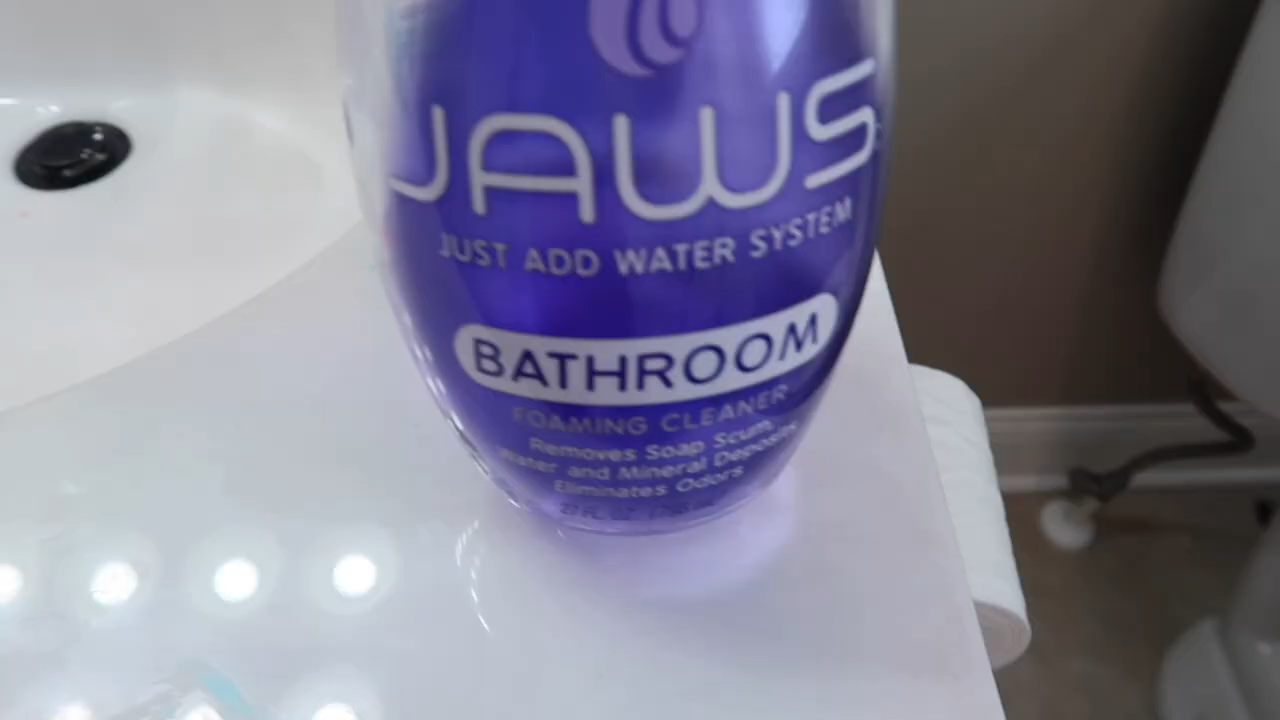 JAWS
JUST ADD WATER SYSTEM
BATHROOM
FOAMING CLEANER
Removes Soap Scum,
Water and Mineral Deposits
Eliminates Odors